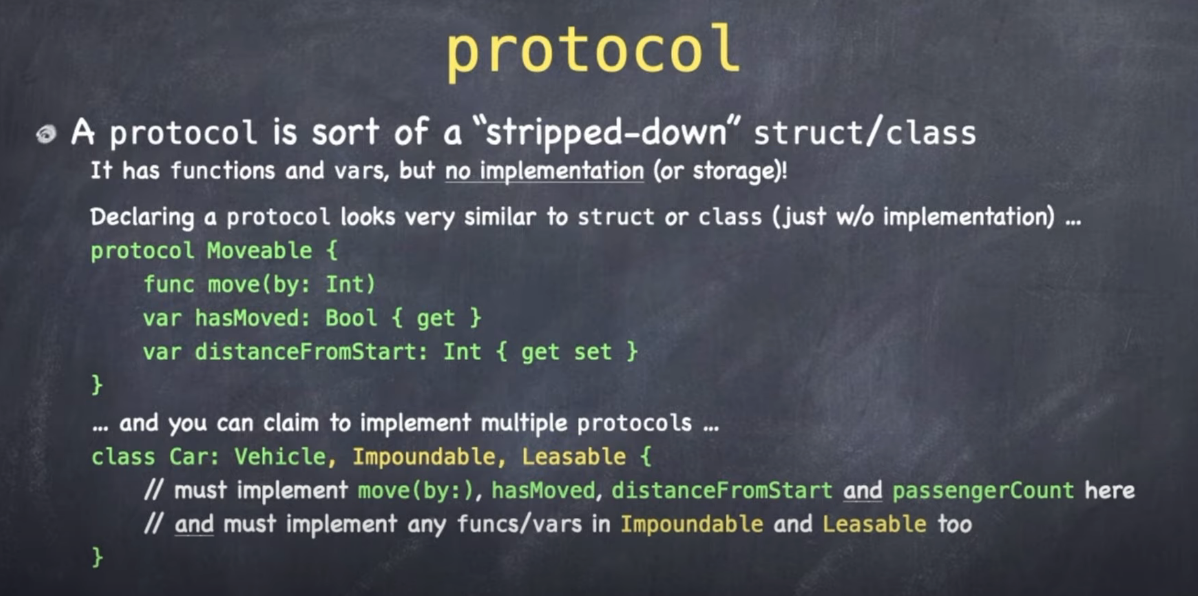 protocol
A protocol is sort of a “stripped-down” struct/class
It has functions and vars, but no implementation (or storage)!
Declaring a protocol looks very similar to struct or class (just w/o implementation) …
protocol Moveable {
    func move(by: Int)
    var hasMoved: Bool { get }
    var distanceFromStart: Int { get set }
}
… and you can claim to implement multiple protocols …
class Car: Vehicle, Impoundable, Leasable {
    // must implement move(by:), hasMoved, distanceFromStart and passengerCount here
    // and must implement any funcs/vars in Impoundable and Leasable too
}